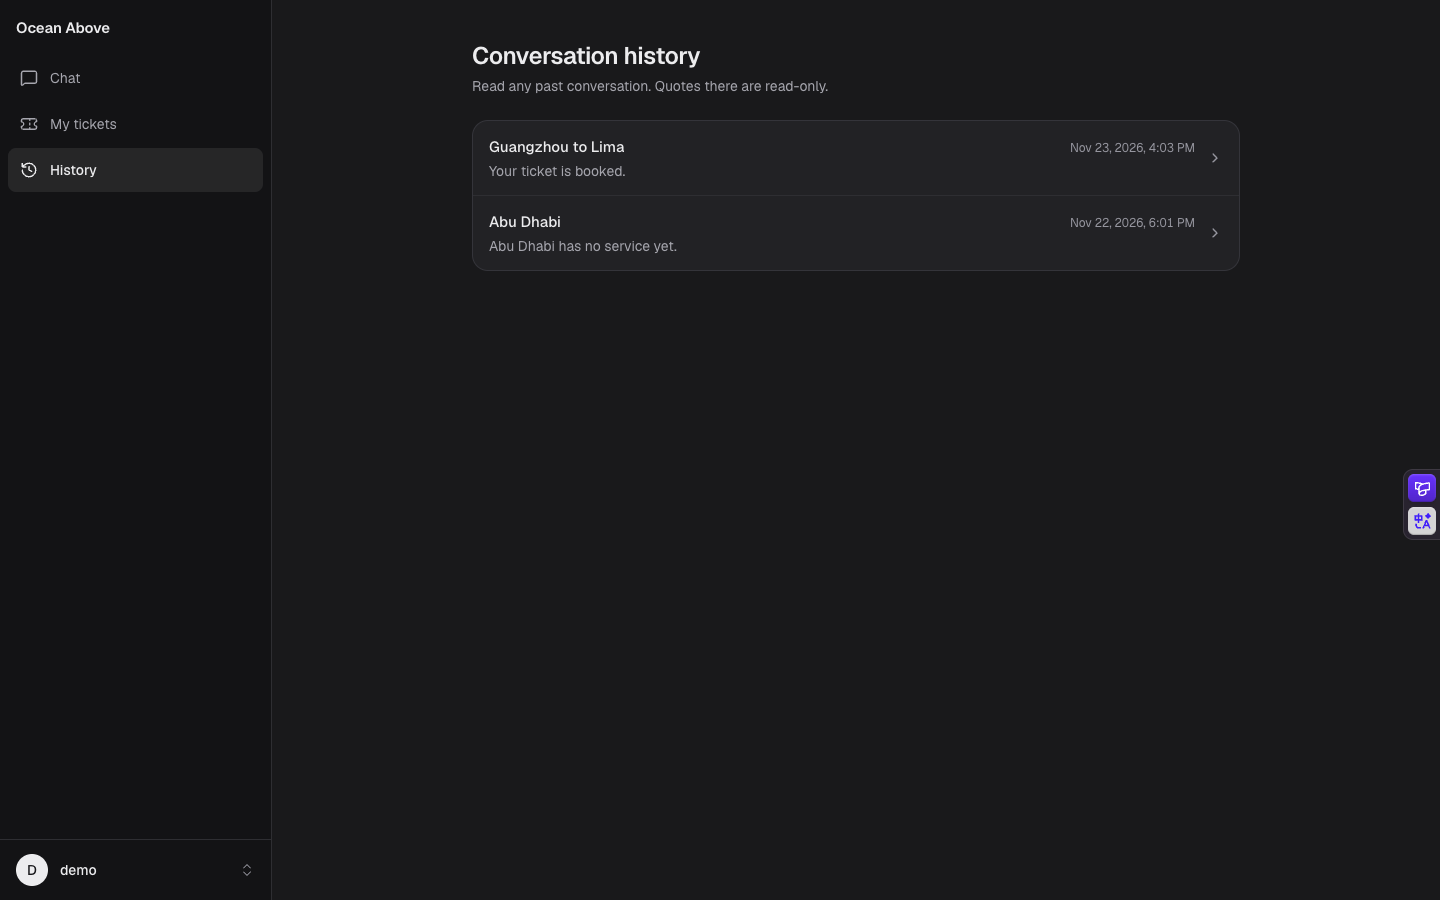 Ocean Above
Chat
My tickets
History
Conversation history
Read any past conversation. Quotes there are read-only.
Guangzhou to Lima
Nov 23, 2026, 4:03 PM
Your ticket is booked.
Abu Dhabi
Nov 22, 2026, 6:01 PM
Abu Dhabi has no service yet.
中A
D
demo